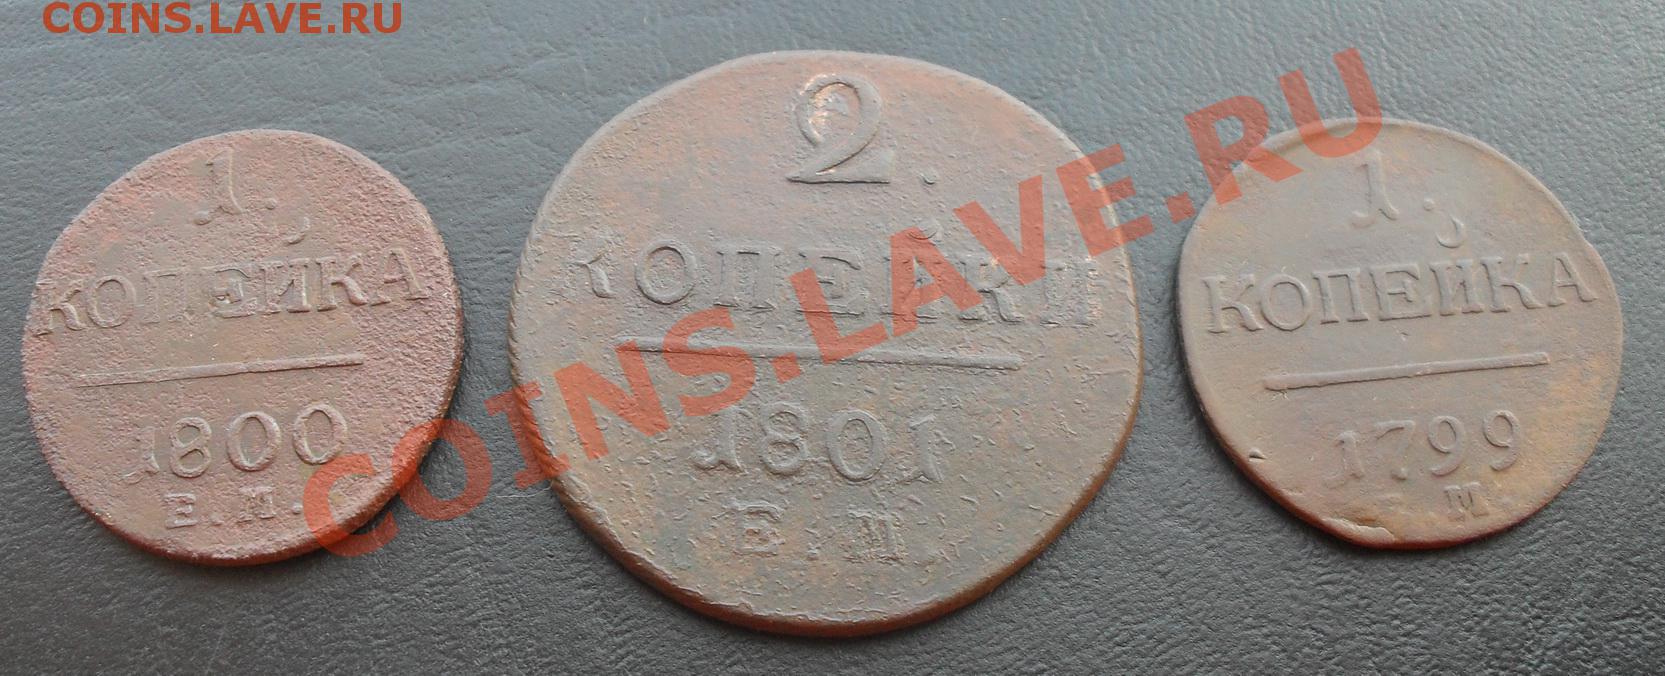 COINS.LAVE.RU
1.
КОПЕЙКА
1800
Е.М.
2.
КОПЕЙКИ
1801
Е.М
1.
КОПЕЙКА
1799
Е.М.
COINS.LAVE.RU